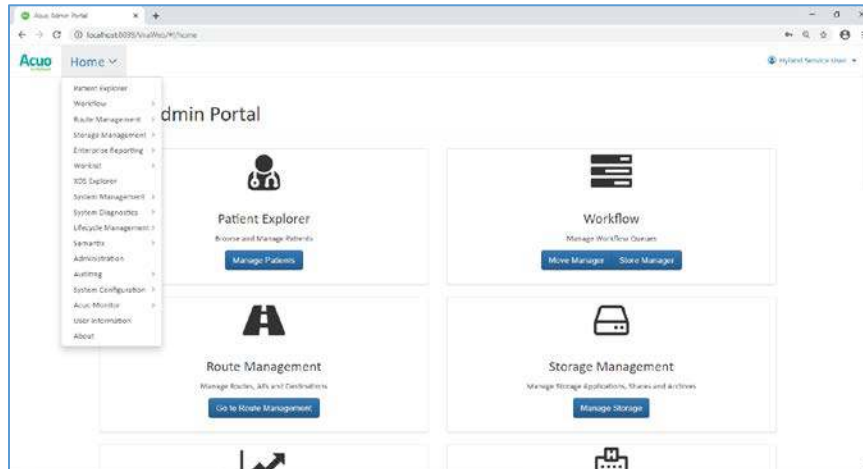 Acuo Admin Portal
localhost:8099/VnaWeb/#/home
Acuo
Home
Hyland Service User
Patient Explorer
Workflow
Route Management
Storage Management
Enterprise Reporting
Worklist
XDS Explorer
System Management
System Diagnostics
Lifecycle Management
Semantix
Administration
Auditing
System Configuration
Acuo Monitor
User Information
About
dmin Portal
Patient Explorer
Browse and Manage Patients
Manage Patients
Workflow
Manage Workflow Queues
Move Manager Store Manager
Route Management
Manage Routes, AEs and Destinations
Go to Route Management
Storage Management
Manage Storage Applications, Shares and Archives
Manage Storage